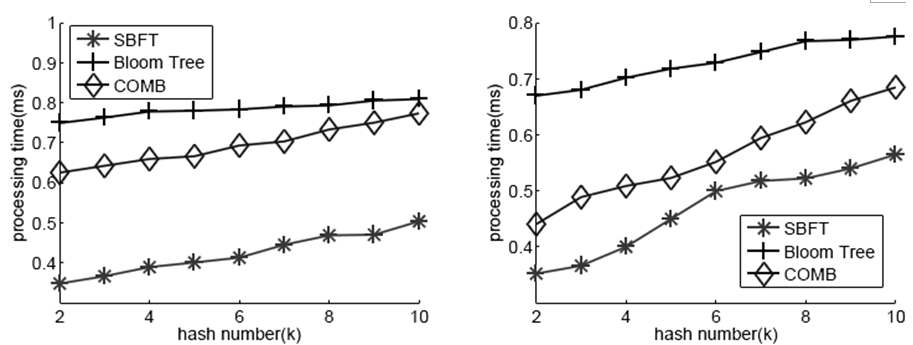 1
0.9
0.8
0.7
0.6
0.5
0.4
processing time(ms)
SBFT
Bloom Tree
COMB
2 4 6 8 10
hash number(k)
0.8
0.7
0.6
0.5
0.4
processing time(ms)
SBFT
Bloom Tree
COMB
2 4 6 8 10
hash number(k)